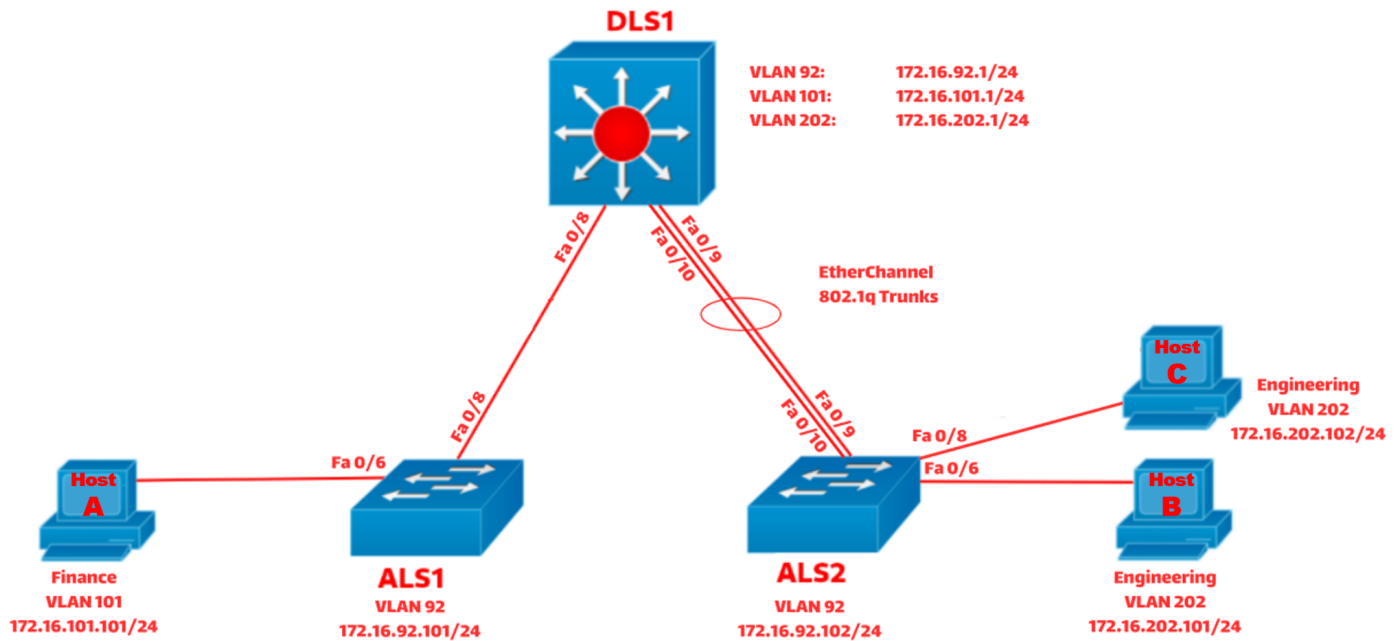 DLS1
VLAN 92: 172.16.92.1/24
VLAN 101: 172.16.101.1/24
VLAN 202: 172.16.202.1/24
Fa 0/8
Fa 0/9
Fa 0/10
EtherChannel
802.1q Trunks
Fa 0/8
Fa 0/9
Fa 0/10
Host
C
Engineering
VLAN 202
172.16.202.102/24
Fa 0/8
Fa 0/6
Fa 0/6
Host
A
Host
B
Finance
VLAN 101
172.16.101.101/24
ALS1
VLAN 92
172.16.92.101/24
ALS2
VLAN 92
172.16.92.102/24
Engineering
VLAN 202
172.16.202.101/24